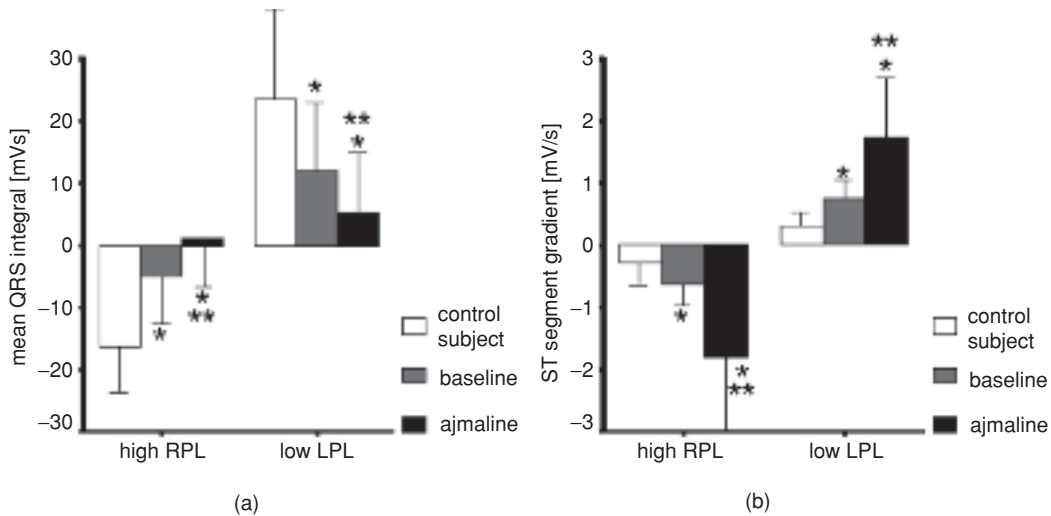 mean QRS integral [mVs]
30
20
10
0
−10
−20
−30
*
*
**
*
*
**
*
high RPL
low LPL
control
subject
baseline
ajmaline
(a)
ST segment gradient [mV/s]
3
2
1
0
−1
−2
−3
*
*
**
*
**
*
high RPL
low LPL
control
subject
baseline
ajmaline
(b)